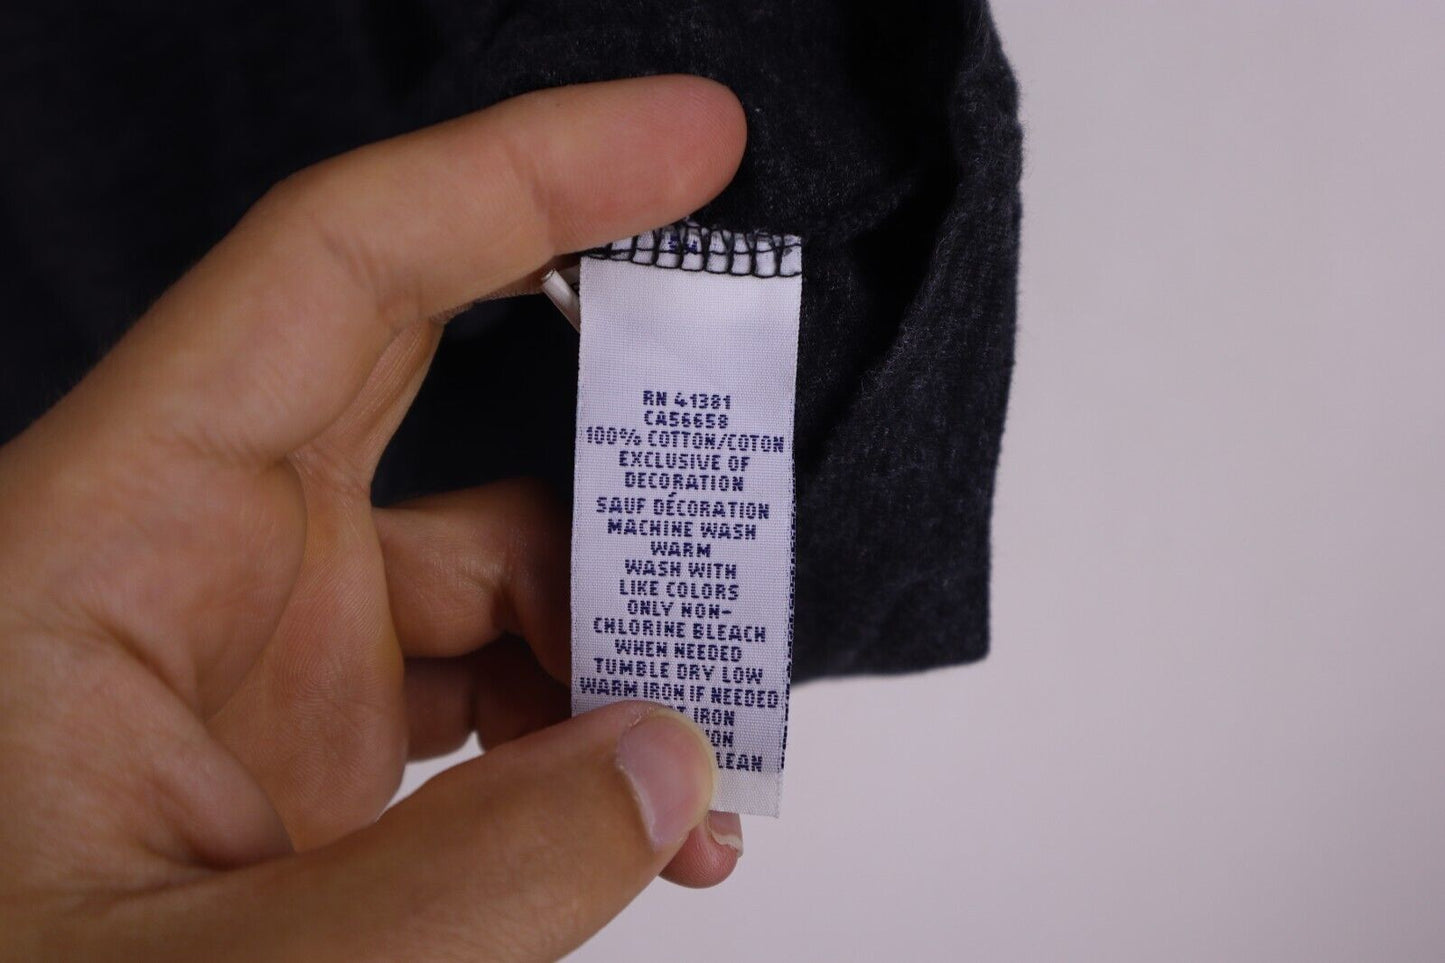 RN 41381
CA56658
100% COTTON/COTON
EXCLUSIVE OF
DECORATION
SAUF DÉCORATION
MACHINE WASH
WARM
WASH WITH
LIKE COLORS
ONLY NON-
CHLORINE BLEACH
WHEN NEEDED
TUMBLE DRY LOW
WARM IRON IF NEEDED
IRON